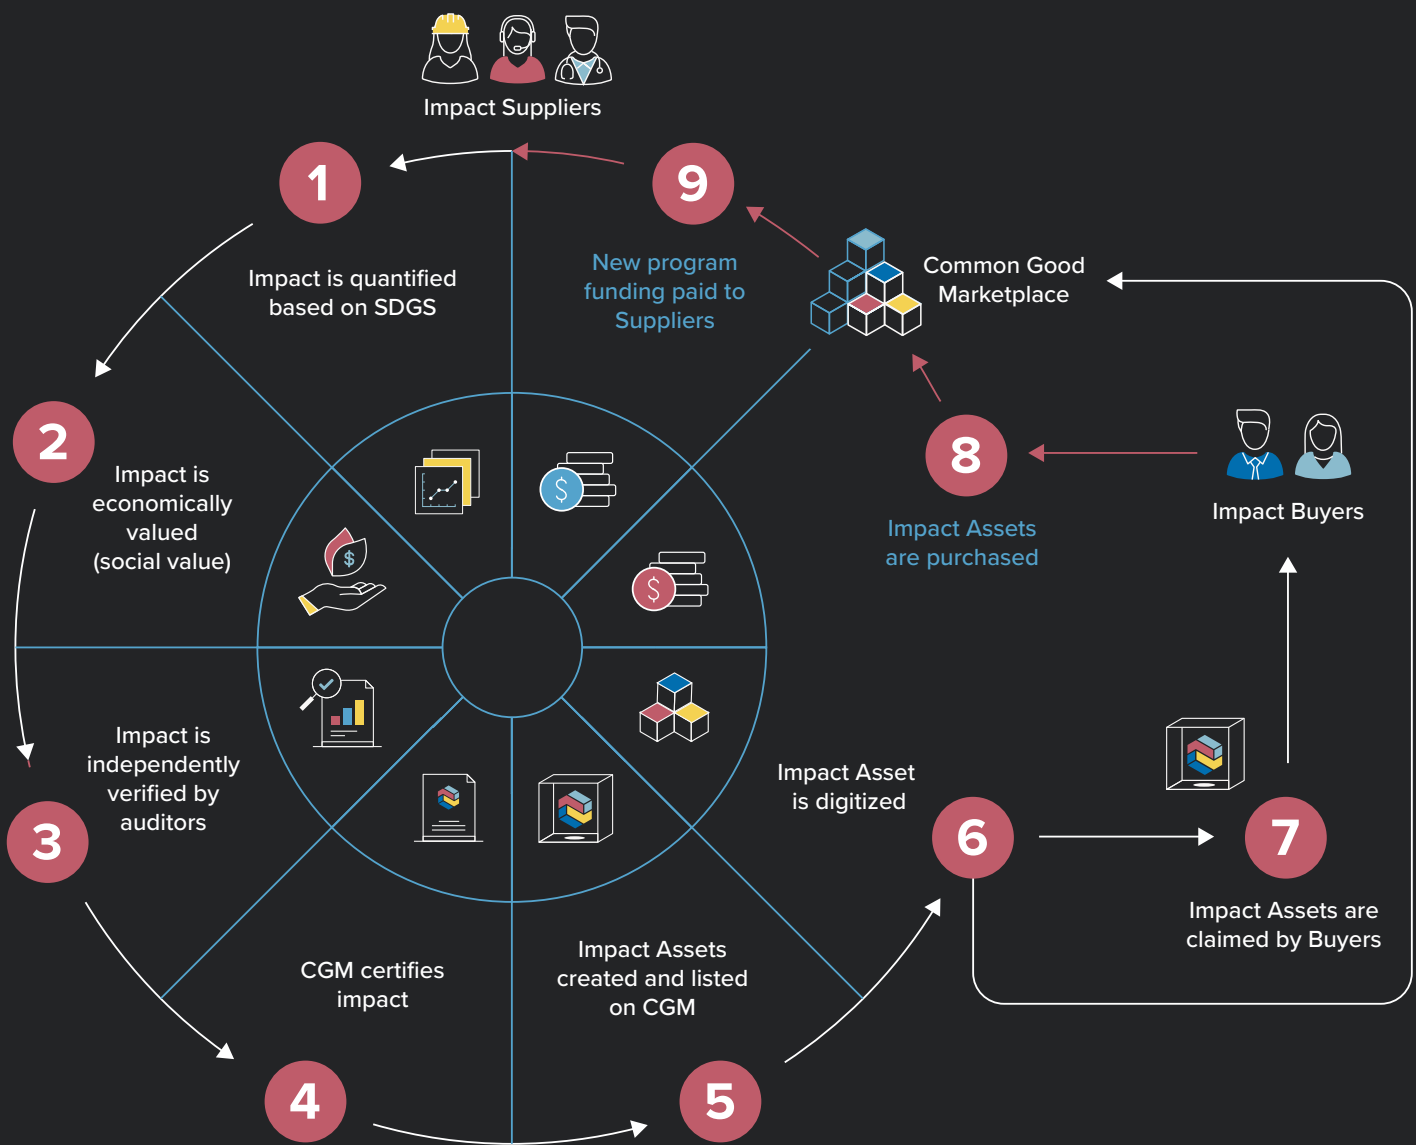 Impact Suppliers
1
Impact is quantified
based on SDGS
2
Impact is
economically
valued
(social value)
3
Impact is
independently
verified by
auditors
4
CGM certifies
impact
5
Impact Assets
created and listed
on CGM
6
Impact Asset
is digitized
7
Impact Assets are
claimed by Buyers
Impact Buyers
8
Impact Assets
are purchased
Common Good
Marketplace
9
New program
funding paid to
Suppliers
$
$
$